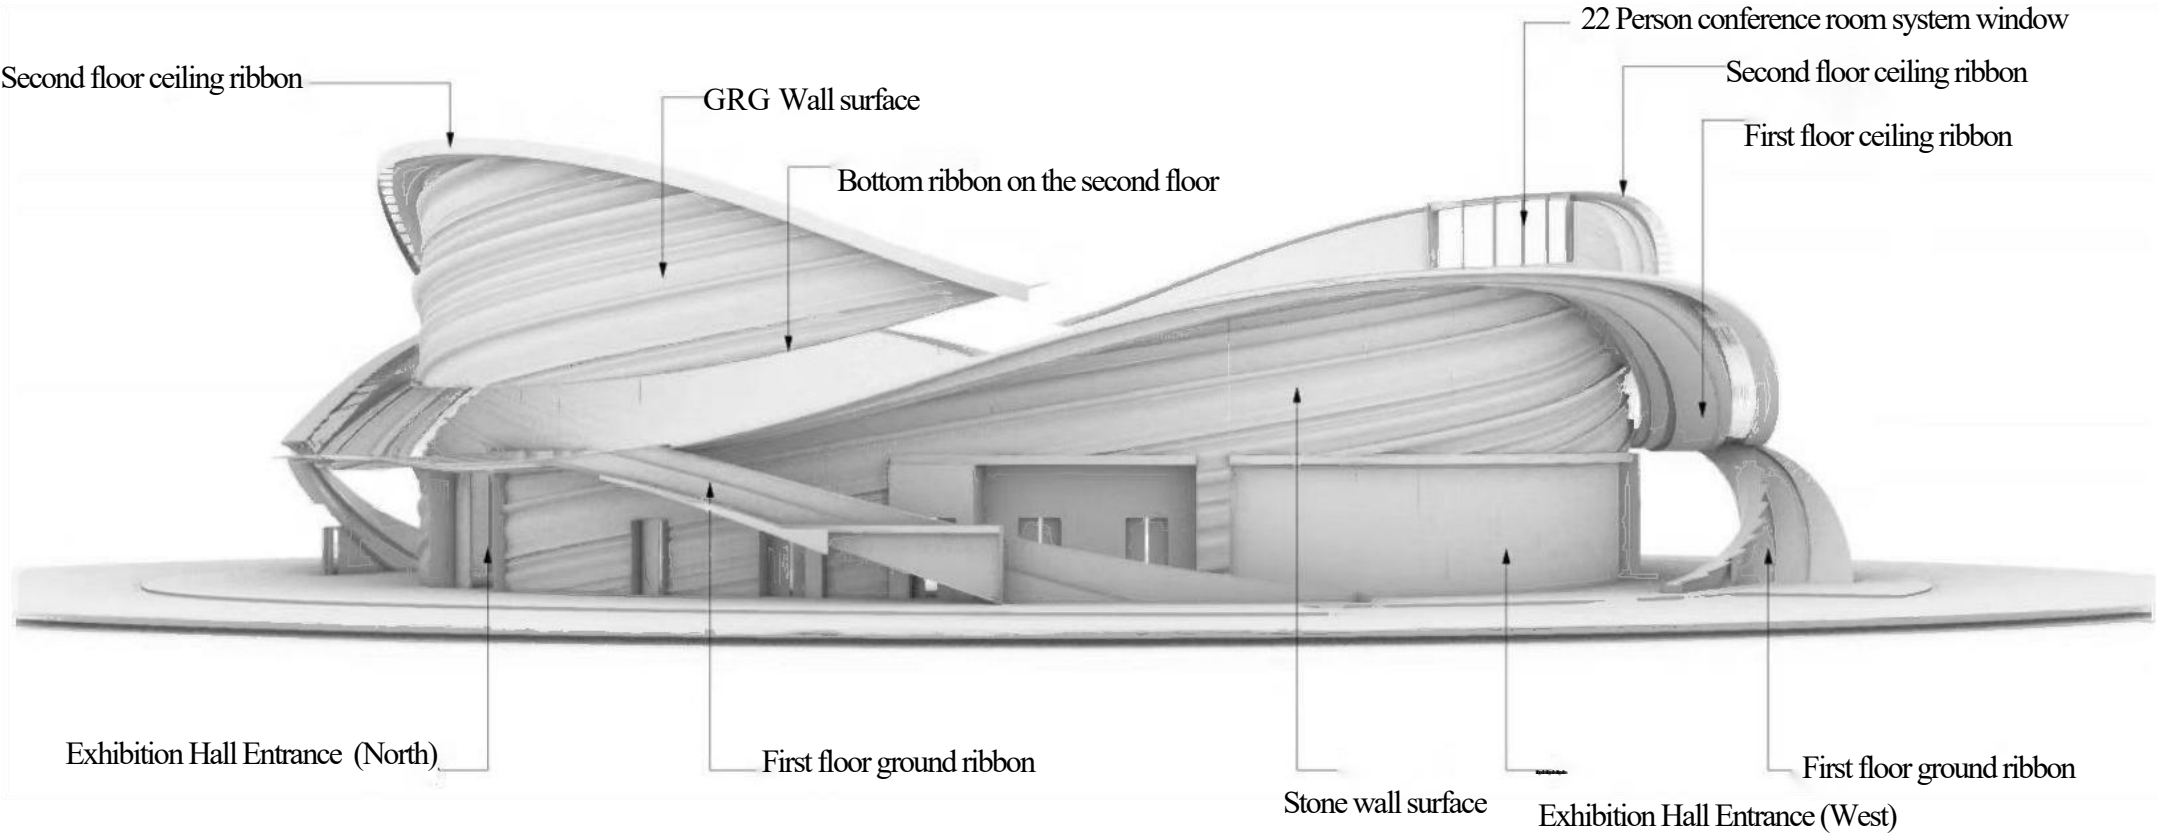 22 Person conference room system window
Second floor ceiling ribbon
Second floor ceiling ribbon
GRG Wall surface
First floor ceiling ribbon
Bottom ribbon on the second floor
Exhibition Hall Entrance (North)
First floor ground ribbon
First floor ground ribbon
Stone wall surface
Exhibition Hall Entrance (West)